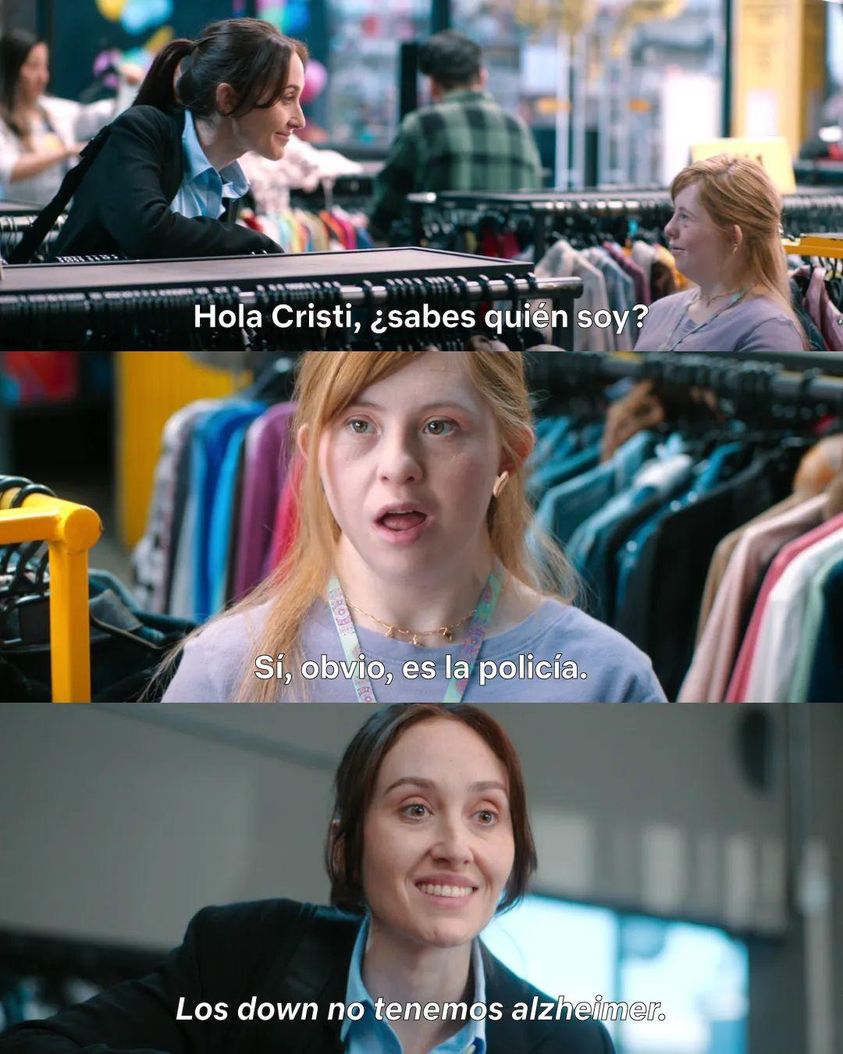 Hola Cristi, ¿sabes quién soy?
Sí, obvio, es la policía.
Los down no tenemos alzheimer.